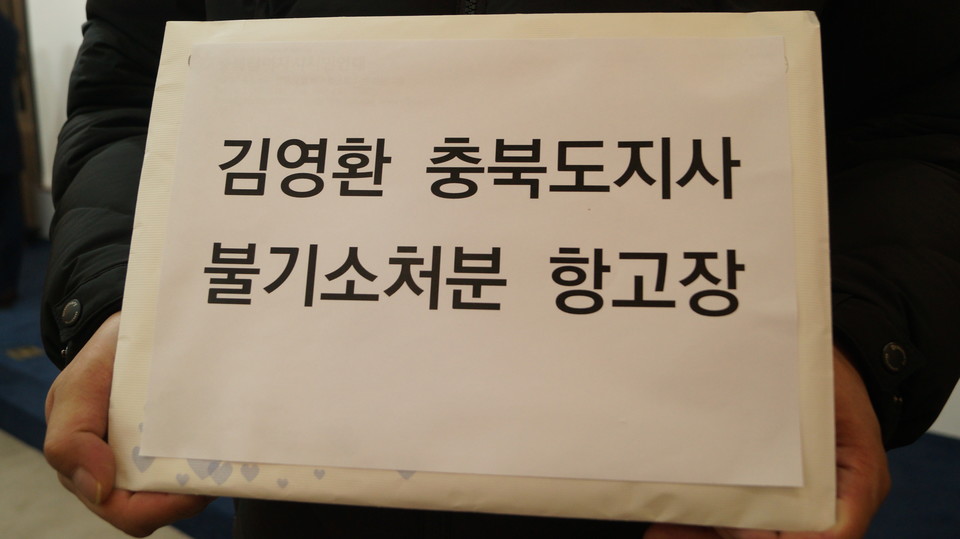 김영환 충북도지사
불기소처분 항고장